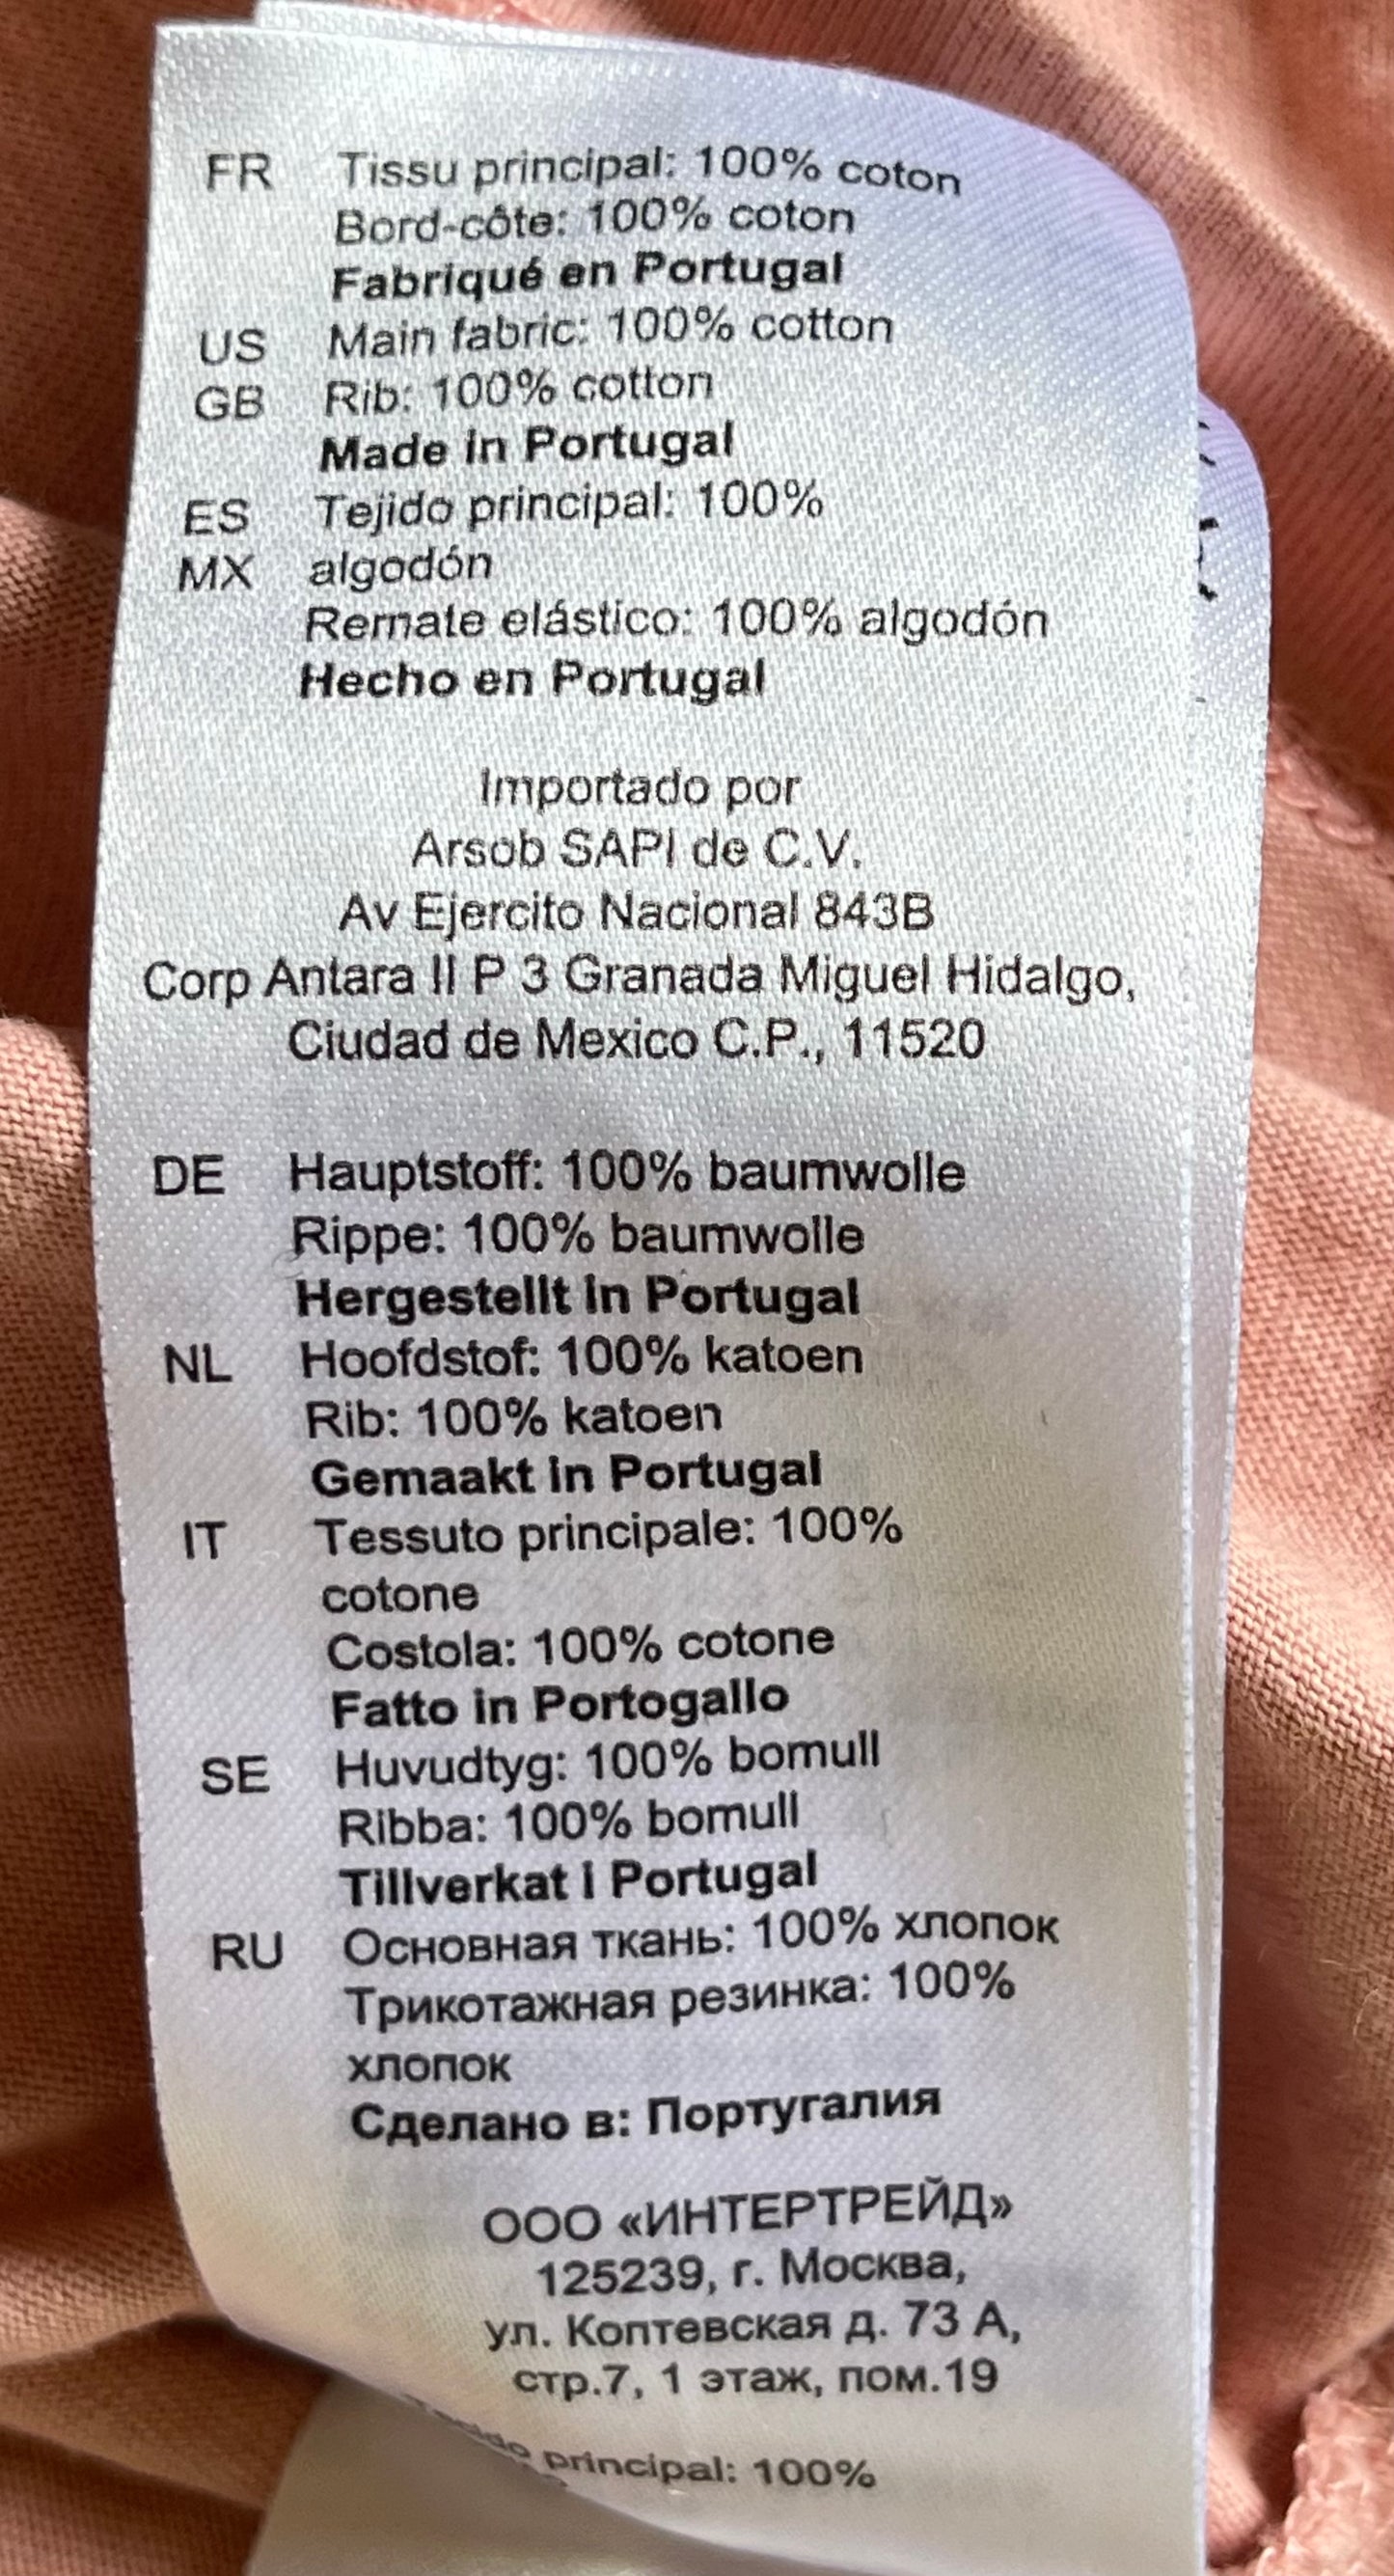 FR Tissu principal: 100% coton
Bord-côte: 100% coton
Fabriqué en Portugal
US Main fabric: 100% cotton
GB Rib: 100% cotton
Made in Portugal
ES Tejido principal: 100%
MX algodón
Remate elástico: 100% algodón
Hecho en Portugal
Importado por
Arsob SAPI de C.V.
Av Ejercito Nacional 843B
Corp Antara II P 3 Granada Miguel Hidalgo,
Ciudad de Mexico C.P., 11520
DE Hauptstoff: 100% baumwolle
Rippe: 100% baumwolle
Hergestellt in Portugal
NL Hoofdstof: 100% katoen
Rib: 100% katoen
Gemaakt in Portugal
IT Tessuto principale: 100%
cotone
Costola: 100% cotone
Fatto in Portogallo
SE Huvudtyg: 100% bomull
Ribba: 100% bomull
Tillverkat i Portugal
RU Основная ткань: 100% хлопок
Трикотажная резинка: 100%
хлопок
Сделано в: Португалия
ООО «ИНТЕРТРЕЙД»
125239, г. Москва,
ул. Коптевская д. 73 А,
стр.7, 1 этаж, пом.19
principal: 100%